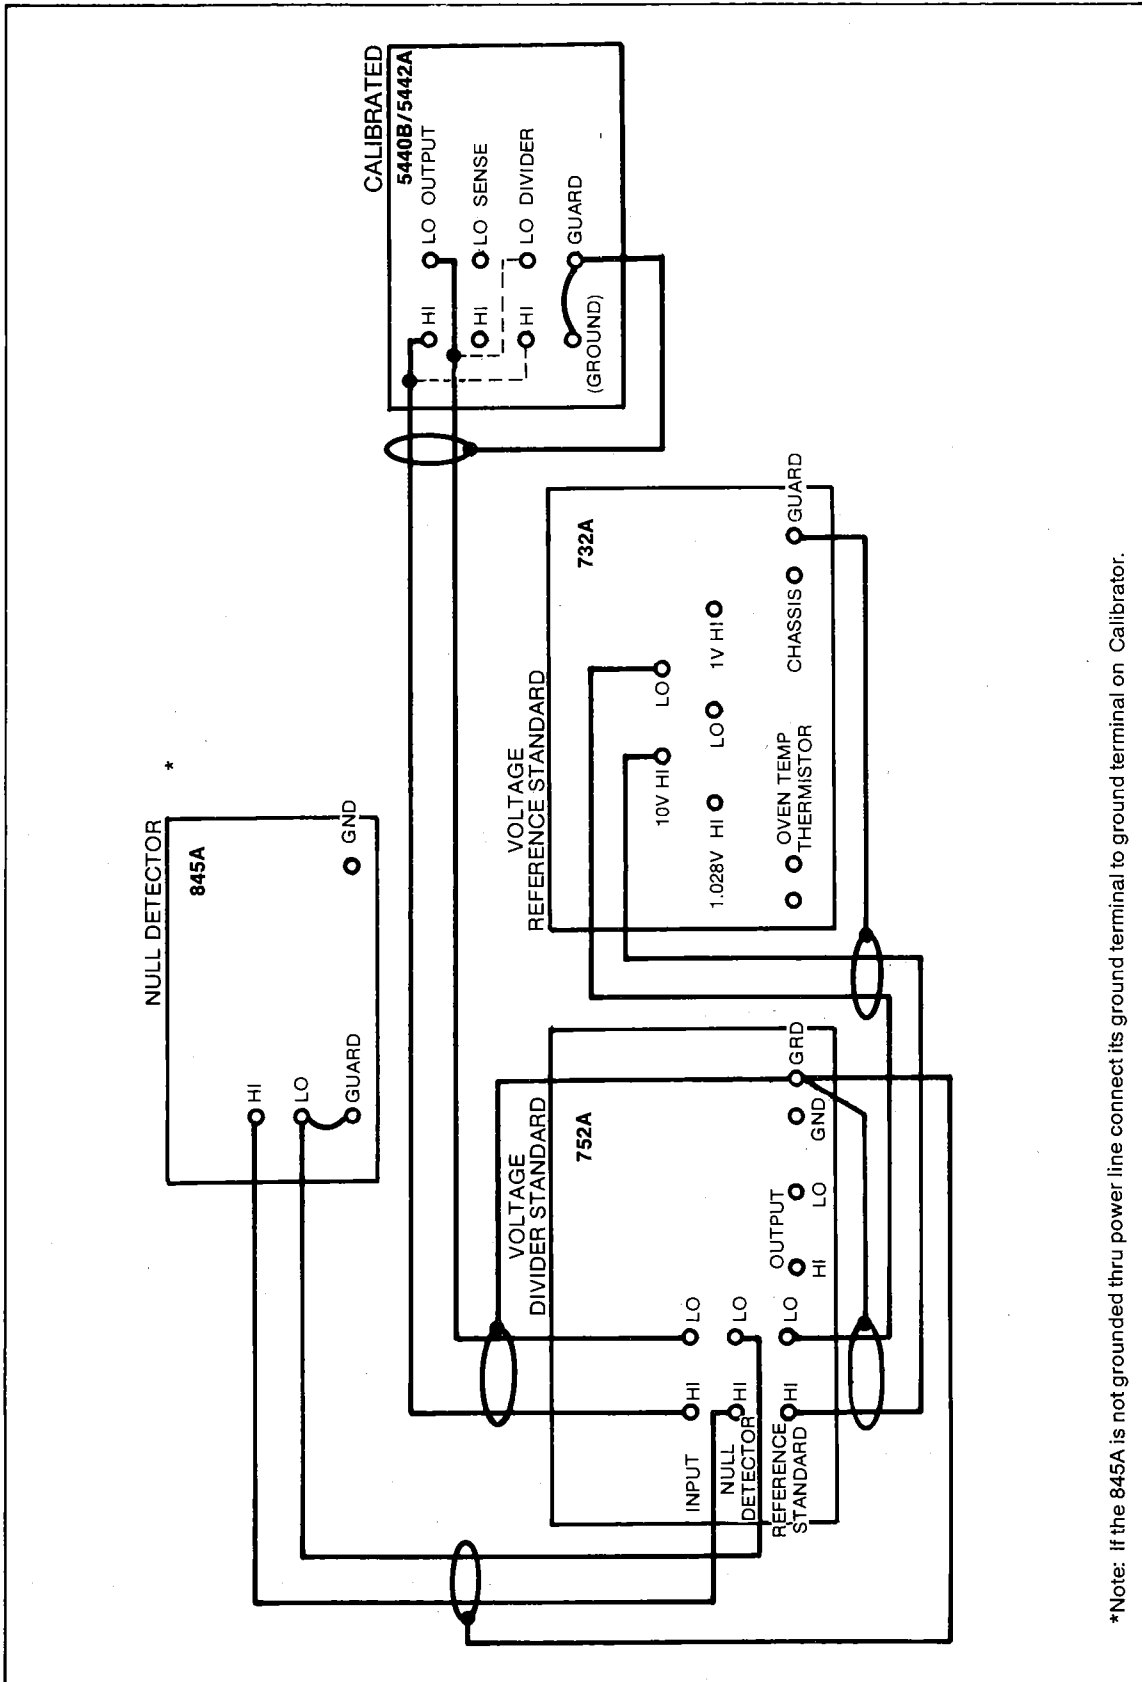 NULL DETECTOR
*
845A
HI
LO
GUARD
GND
CALIBRATED
5440B/5442A
HI
LO OUTPUT
HI
LO SENSE
HI
LO DIVIDER
(GROUND)
GUARD
VOLTAGE
DIVIDER STANDARD
752A
INPUT
HI
LO
NULL
DETECTOR
HI
LO
REFERENCE
STANDARD
HI
LO
OUTPUT
HI
LO
GND
GRD
VOLTAGE
REFERENCE STANDARD
732A
10V HI
LO
1.028V HI
LO
1V HI
OVEN TEMP
THERMISTOR
CHASSIS
GUARD
*Note: If the 845A is not grounded thru power line connect its ground terminal to ground terminal on Calibrator.